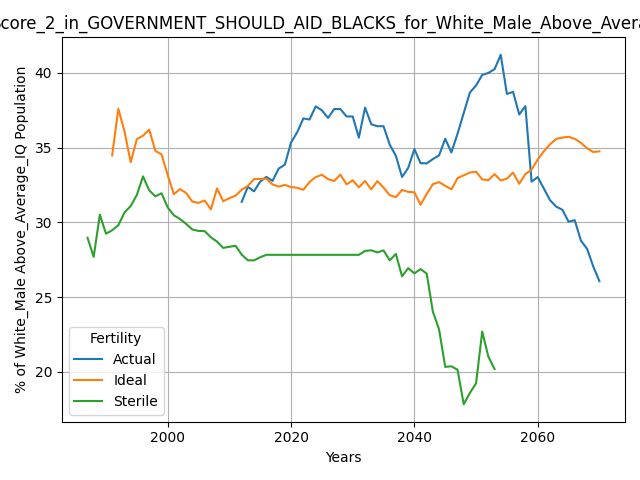 core_2_in_GOVERNMENT_SHOULD_AID_BLACKS_for_White_Male_Above_Avera
% of White_Male Above_Average_IQ Population
40
35
30
25
20
Fertility
Actual
Ideal
Sterile
2000 2020 2040 2060
Years